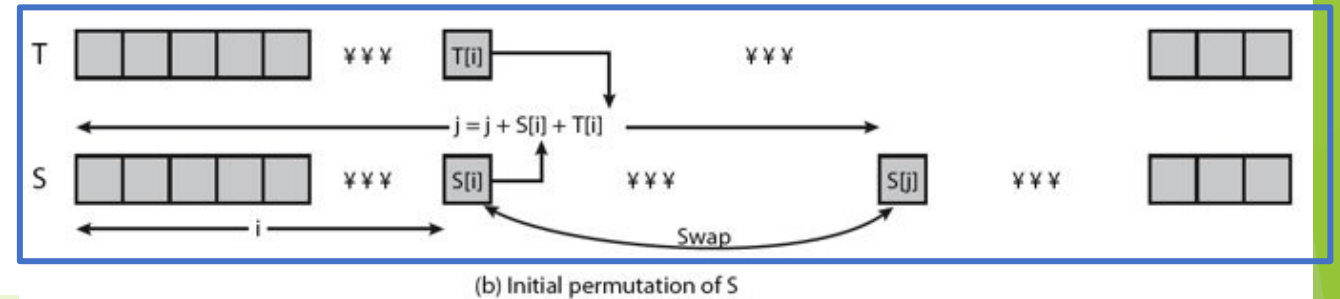 T ¥ ¥ ¥ T[i] ¥ ¥ ¥
j = j + S[i] + T[i]
S ¥ ¥ ¥ S[i] ¥ ¥ ¥ S[j] ¥ ¥ ¥
i
Swap
(b) Initial permutation of S